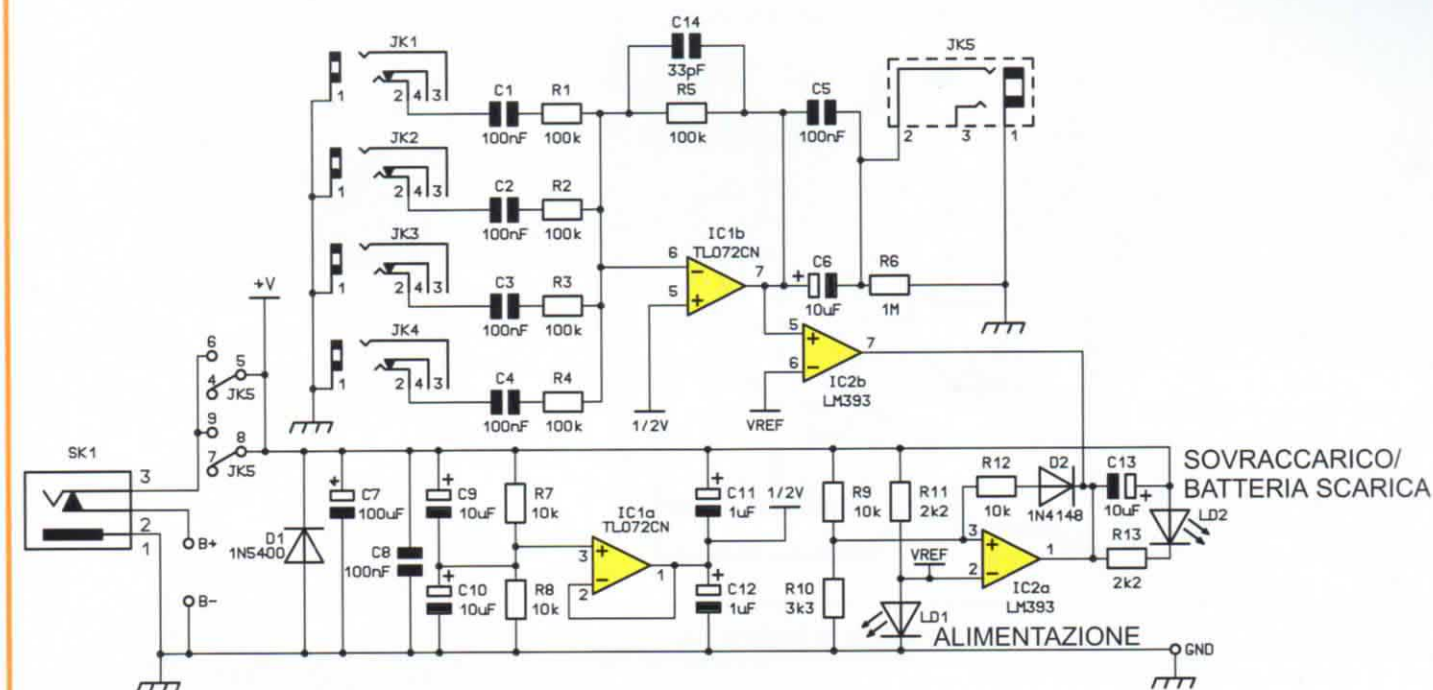 C14
33pF
R5
100k
JK1
1
2 4 3
C1
100nF
R1
100k
JK2
1
2 4 3
C2
100nF
R2
100k
JK3
1
2 4 3
C3
100nF
R3
100k
JK4
1
2 4 3
C4
100nF
R4
100k
C5
100nF
JK5
2 3 1
IC1b
TL072CN
6
5
7
1/2V
C6
10uF
R6
1M
5
6
7
IC2b
LM393
VREF
+V
6
5
4
JK5
9
8
7
JK5
SK1
3
2
1
B+
B-
D1
1N5400
C7
100uF
C8
100nF
C9
10uF
C10
10uF
R7
10k
R8
10k
IC1a
TL072CN
3
2
1
C11
1uF
C12
1uF
1/2V
R9
10k
R10
3k3
R11
2k2
VREF
LD1
ALIMENTAZIONE
R12
10k
D2
1N4148
3
2
1
IC2a
LM393
C13
10uF
R13
2k2
LD2
SOVRACCARICO/
BATTERIA SCARICA
GND